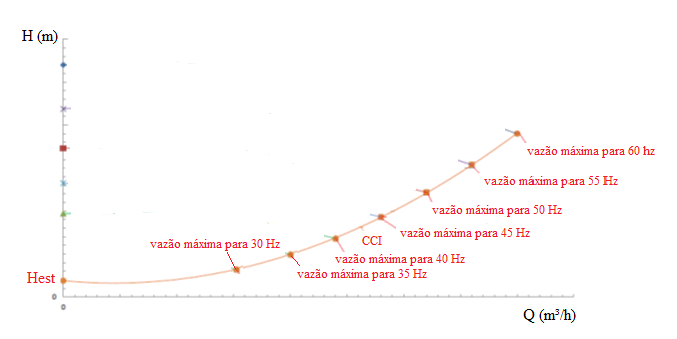 H (m)
vazão máxima para 60 hz
vazão máxima para 55 Hz
vazão máxima para 50 Hz
vazão máxima para 45 Hz
CCI
vazão máxima para 30 Hz
vazão máxima para 40 Hz
vazão máxima para 35 Hz
Hest
0
0
Q (m³/h)